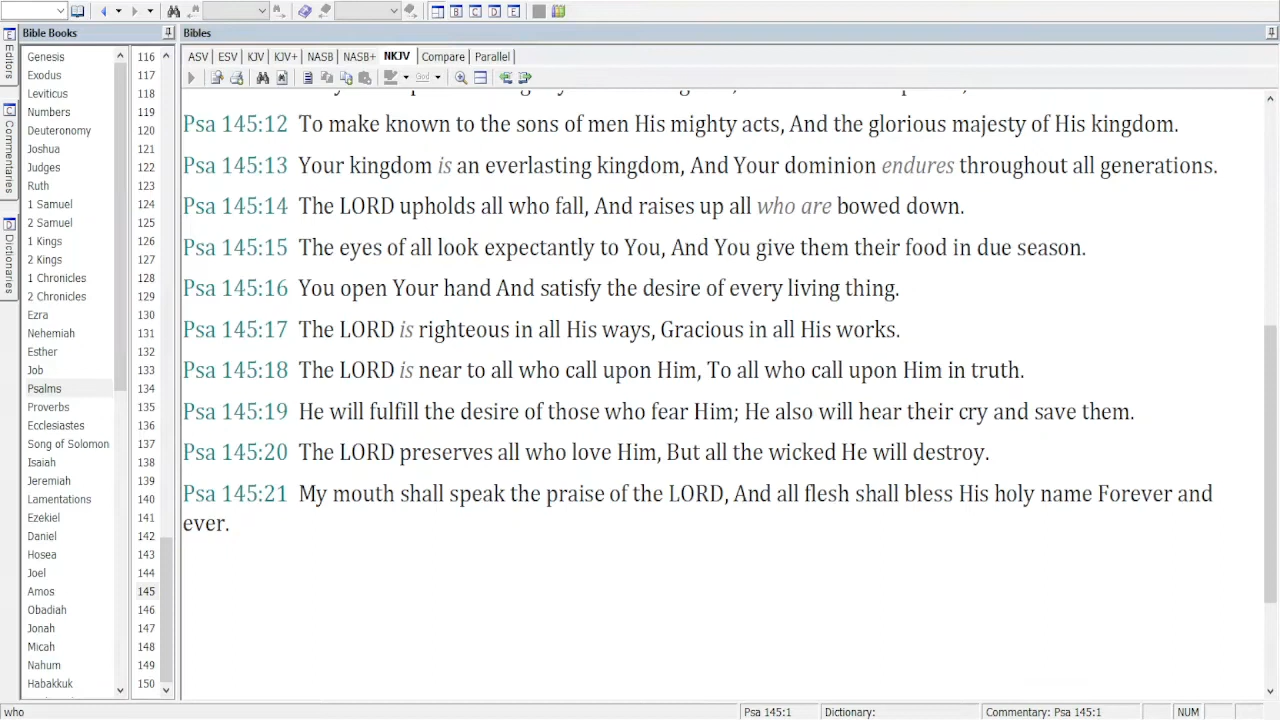 Bible Books
Bibles
Editors
Commentaries
Dictionaries
Genesis
Exodus
Leviticus
Numbers
Deuteronomy
Joshua
Judges
Ruth
1 Samuel
2 Samuel
1 Kings
2 Kings
1 Chronicles
2 Chronicles
Ezra
Nehemiah
Esther
Job
Psalms
Proverbs
Ecclesiastes
Song of Solomon
Isaiah
Jeremiah
Lamentations
Ezekiel
Daniel
Hosea
Joel
Amos
Obadiah
Jonah
Micah
Nahum
Habakkuk
116
117
118
119
120
121
122
123
124
125
126
127
128
129
130
131
132
133
134
135
136
137
138
139
140
141
142
143
144
145
146
147
148
149
150
ASV ESV KJV KJV+ NASB NASB+ NKJV Compare Parallel
Psa 145:12 To make known to the sons of men His mighty acts, And the glorious majesty of His kingdom.
Psa 145:13 Your kingdom is an everlasting kingdom, And Your dominion endures throughout all generations.
Psa 145:14 The LORD upholds all who fall, And raises up all who are bowed down.
Psa 145:15 The eyes of all look expectantly to You, And You give them their food in due season.
Psa 145:16 You open Your hand And satisfy the desire of every living thing.
Psa 145:17 The LORD is righteous in all His ways, Gracious in all His works.
Psa 145:18 The LORD is near to all who call upon Him, To all who call upon Him in truth.
Psa 145:19 He will fulfill the desire of those who fear Him; He also will hear their cry and save them.
Psa 145:20 The LORD preserves all who love Him, But all the wicked He will destroy.
Psa 145:21 My mouth shall speak the praise of the LORD, And all flesh shall bless His holy name Forever and
ever.
who
Psa 145:1
Dictionary:
Commentary: Psa 145:1
NUM